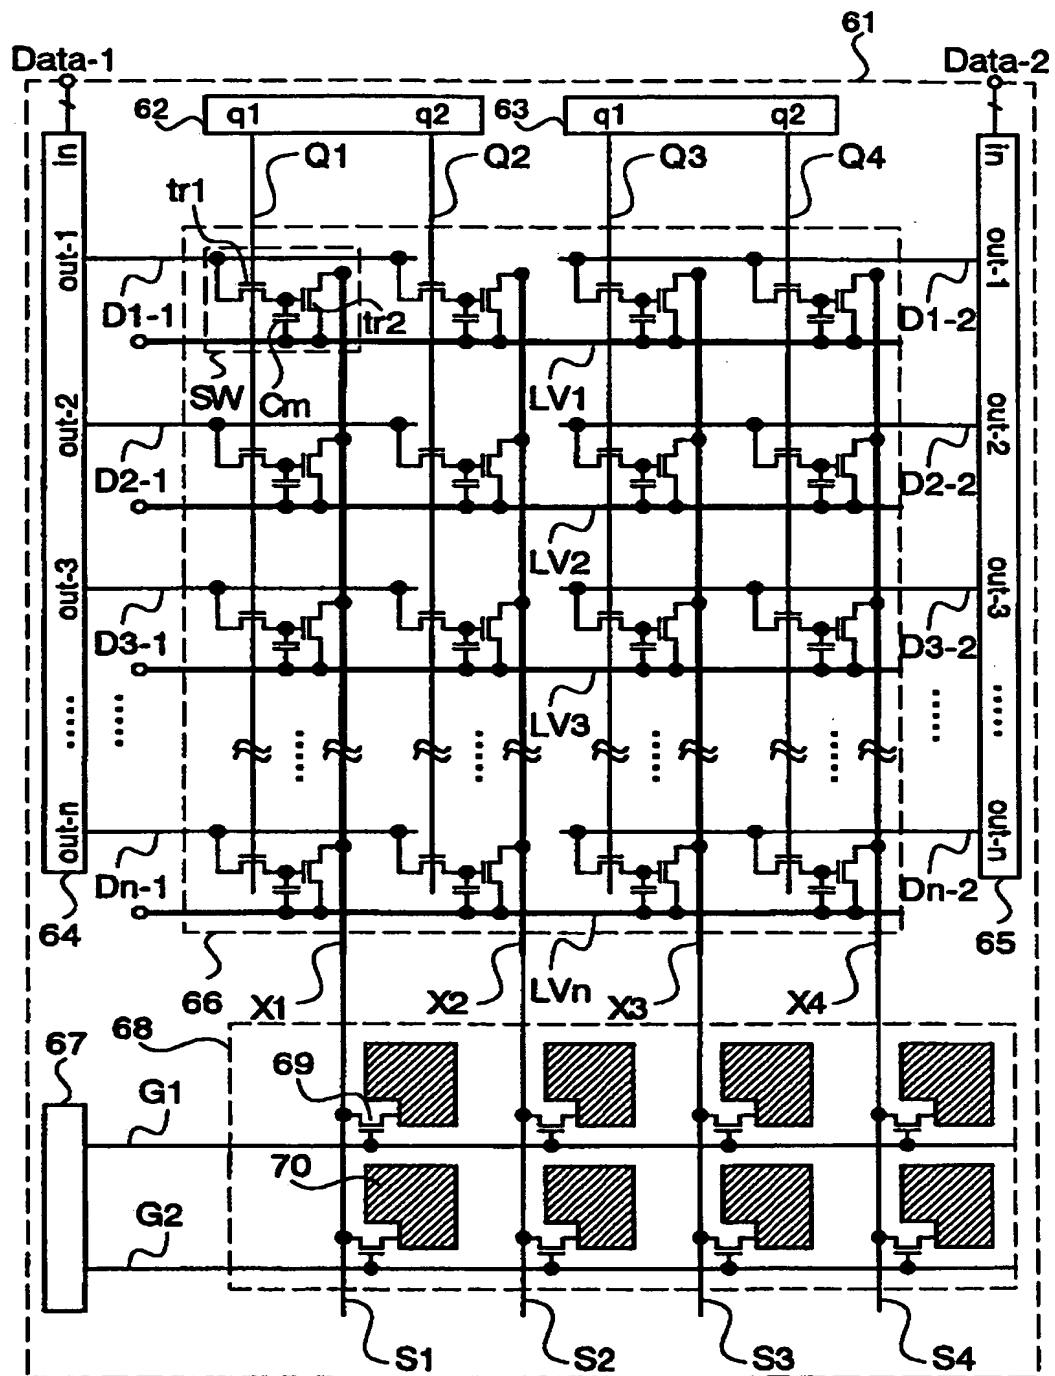 61
Data-1
Data-2
62
q1
q2
63
q1
q2
in
in
Q1
Q2
Q3
Q4
tr1
out-1
out-1
D1-1
tr2
D1-2
SW
Cm
LV1
out-2
out-2
D2-1
D2-2
LV2
out-3
out-3
D3-1
D3-2
LV3
......
.....
.....
.....
.....
.....
.....
......
out-n
out-n
Dn-1
Dn-2
64
65
66
X1
X2
LVn
X3
X4
67
68
69
G1
70
G2
S1
S2
S3
S4